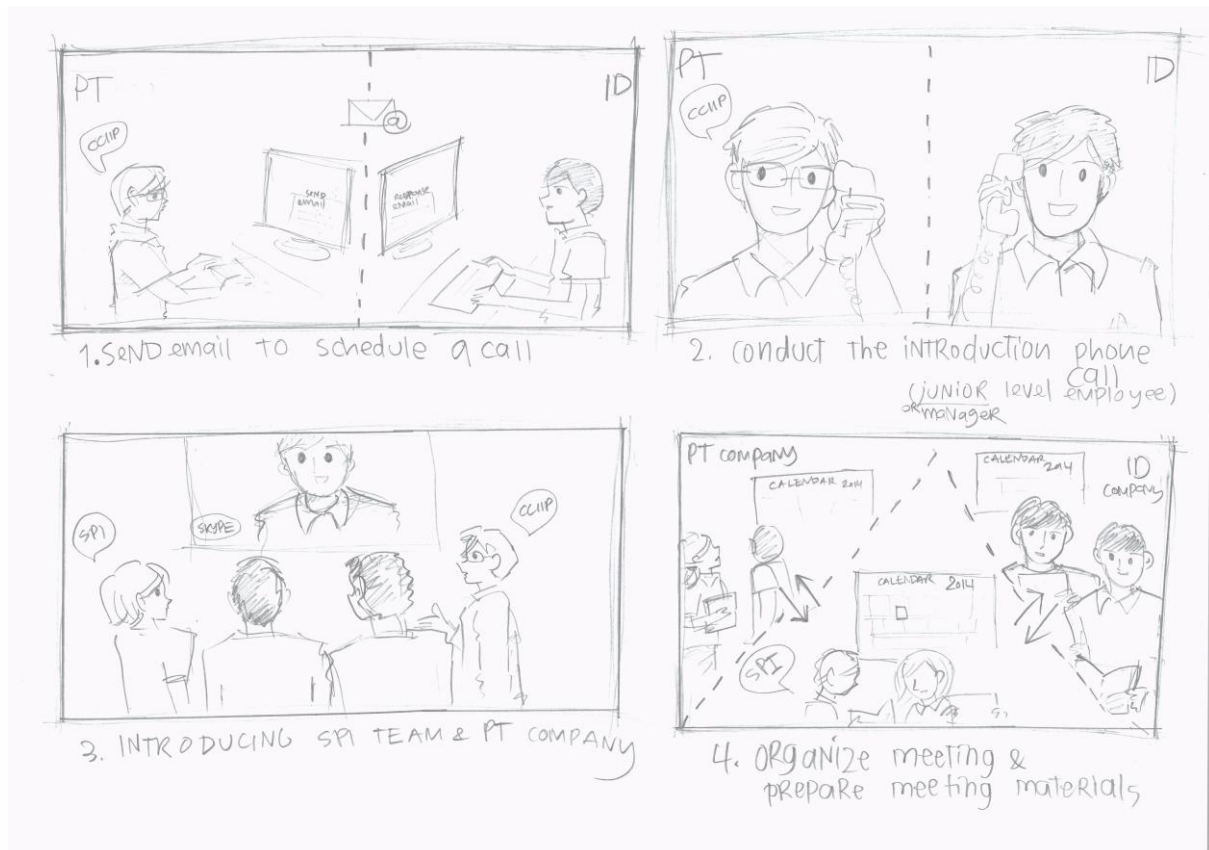 PT
ID
@
CCIIP
SEND
EMAIL
RESPONSE
EMAIL
1. SEND email TO schedule a call
PT
ID
CCIIP
2. conduct the iNTRoduction phone
call
(juNioR level emploYee)
OR maNageR
SPI
SKYPE
CCIIP
3. INTRODUCING SPI TEAM & PT COMPANY
PT company
CALENDAR 2014
CALENDAR 2014
ID
company
CALENDAR 2014
SPI
4. ORgaNiZe meeting &
pRepaRe meeting mateRials